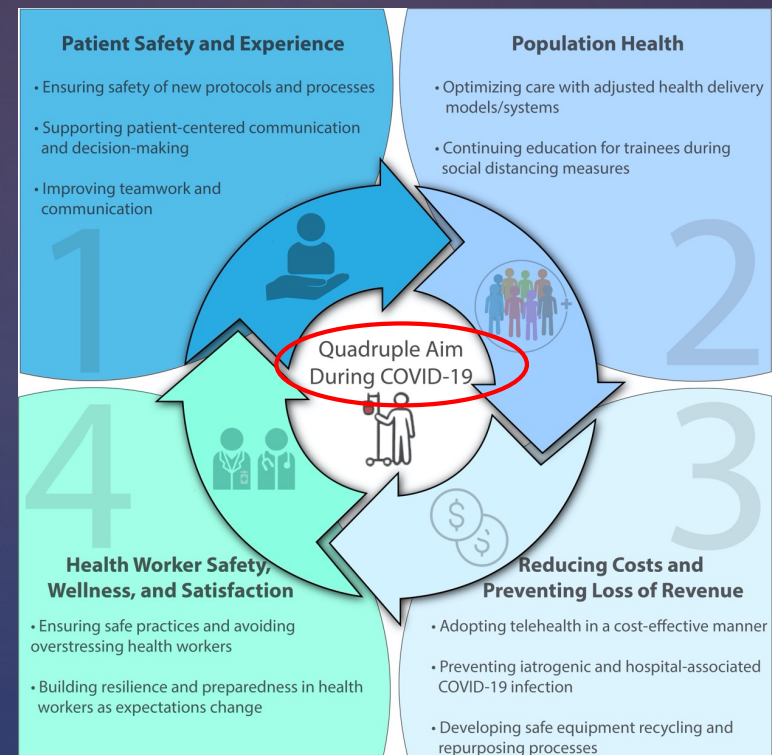 Patient Safety and Experience
• Ensuring safety of new protocols and processes
• Supporting patient-centered communication
and decision-making
• Improving teamwork and
communication
1
Population Health
• Optimizing care with adjusted health delivery
models/systems
• Continuing education for trainees during
social distancing measures
2
+
Quadruple Aim
During COVID-19
3
$
$
Reducing Costs and
Preventing Loss of Revenue
• Adopting telehealth in a cost-effective manner
• Preventing iatrogenic and hospital-associated
COVID-19 infection
• Developing safe equipment recycling and
repurposing processes
4
Health Worker Safety,
Wellness, and Satisfaction
• Ensuring safe practices and avoiding
overstressing health workers
• Building resilience and preparedness in health
workers as expectations change